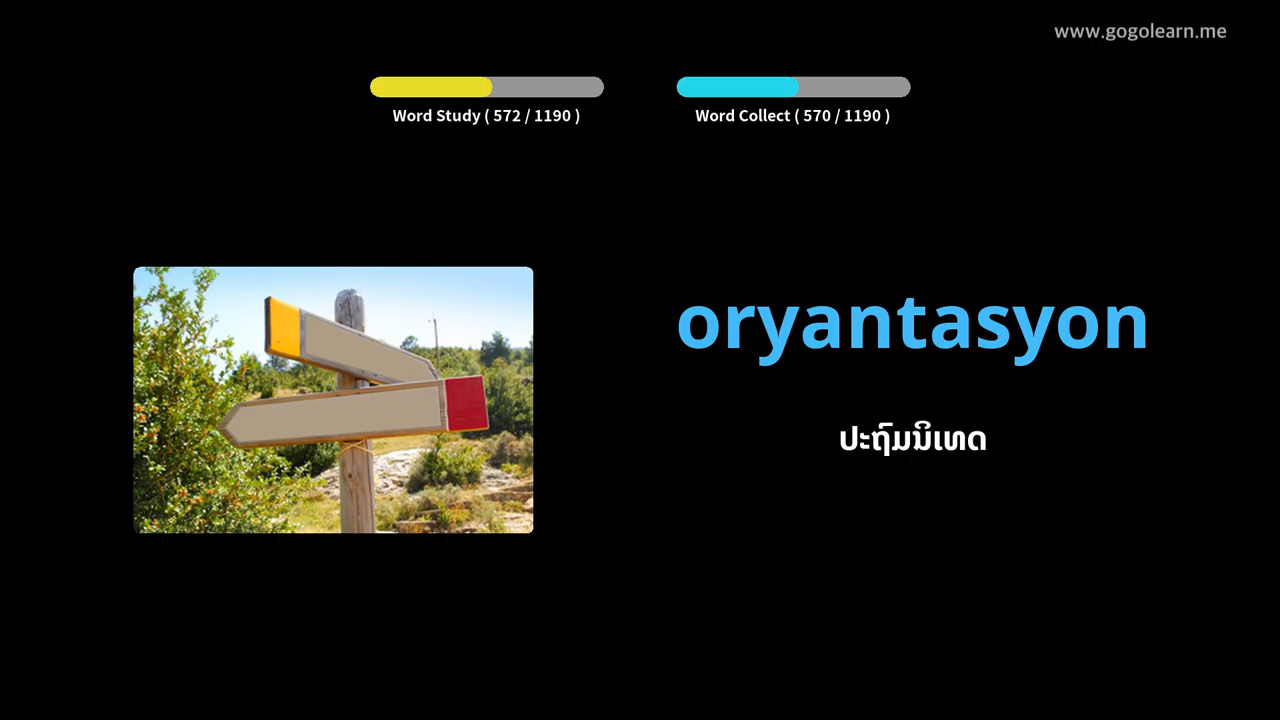 www.gogolearn.me
Word Study ( 572 / 1190 )
Word Collect ( 570 / 1190 )
oryantasyon
ປະຖົມນິເທດ